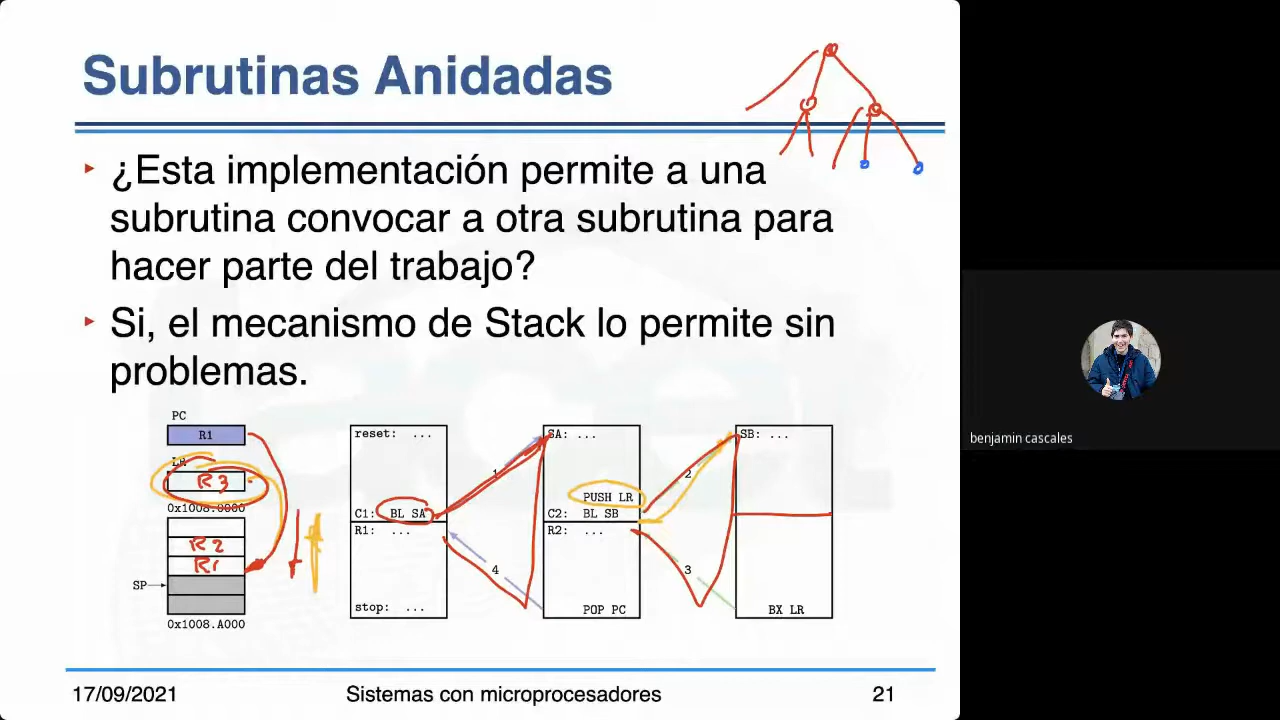 Subrutinas Anidadas
¿Esta implementación permite a una
subrutina convocar a otra subrutina para
hacer parte del trabajo?
Si, el mecanismo de Stack lo permite sin
problemas.
PC
R1
LR
R3
0x1008.0000
R2
R1
SP
0x1008.A000
reset: ...
C1: BL SA
R1: ...
stop: ...
1
4
SA: ...
PUSH LR
C2: BL SB
R2: ...
POP PC
2
3
SB: ...
BX LR
benjamin cascales
17/09/2021
Sistemas con microprocesadores
21